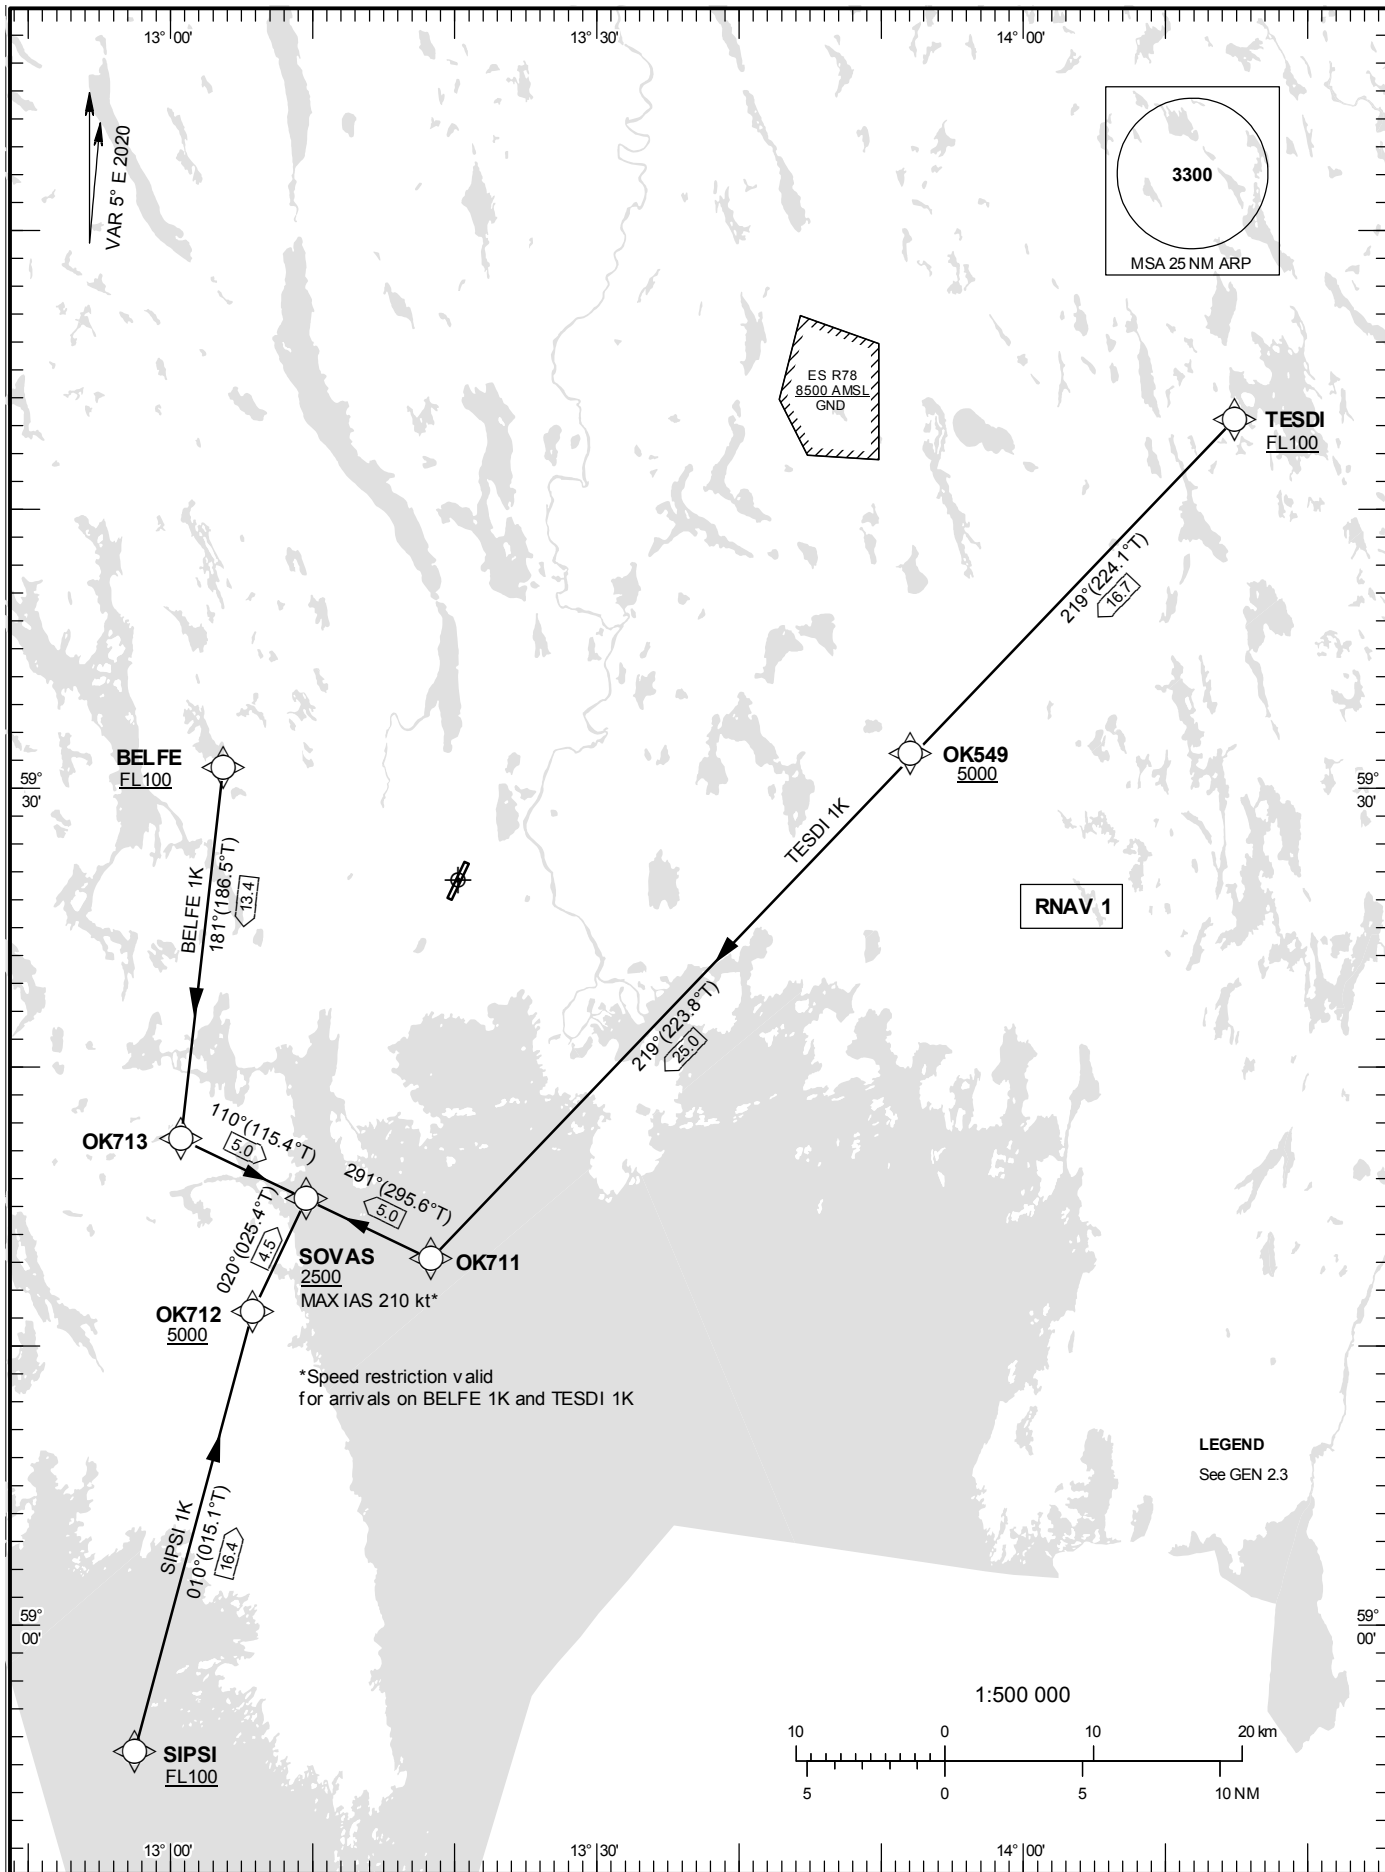 13° 00'
13° 30'
14° 00'
VAR 5° E 2020
3300
MSA 25 NM ARP
ES R78
8500 AMSL
GND
TESDI
FL100
219°(224.1°T)
16.7
BELFE
FL100
OK549
5000
59°
30'
59°
30'
TESDI 1K
BELFE 1K
181°(186.5°T)
13.4
RNAV 1
219°(223.8°T)
25.0
OK713
110°(115.4°T)
5.0
291°(295.6°T)
5.0
020°(025.4°T)
4.5
SOVAS
2500
MAX IAS 210 kt*
OK711
OK712
5000
*Speed restriction valid
for arrivals on BELFE 1K and TESDI 1K
LEGEND
See GEN 2.3
SIPSI 1K
010°(015.1°T)
16.4
59°
00'
59°
00'
1:500 000
10
0
10
20 km
5
0
5
10 NM
SIPSI
FL100
13° 00'
13° 30'
14° 00'